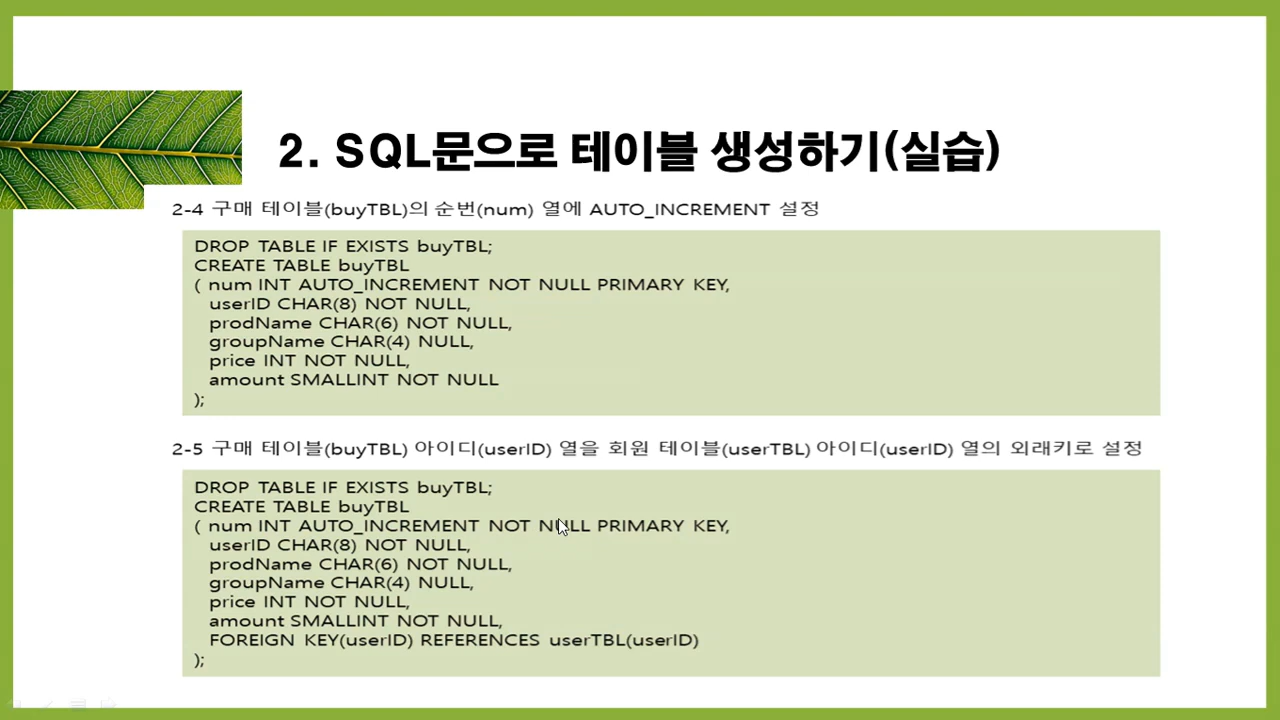 2. SQL문으로 테이블 생성하기(실습)
2-4 구매 테이블(buyTBL)의 순번(num) 열에 AUTO_INCREMENT 설정
DROP TABLE IF EXISTS buyTBL;
CREATE TABLE buyTBL
( num INT AUTO_INCREMENT NOT NULL PRIMARY KEY,
userID CHAR(8) NOT NULL,
prodName CHAR(6) NOT NULL,
groupName CHAR(4) NULL,
price INT NOT NULL,
amount SMALLINT NOT NULL
);
2-5 구매 테이블(buyTBL) 아이디(userID) 열을 회원 테이블(userTBL) 아이디(userID) 열의 외래키로 설정
DROP TABLE IF EXISTS buyTBL;
CREATE TABLE buyTBL
( num INT AUTO_INCREMENT NOT NULL PRIMARY KEY,
userID CHAR(8) NOT NULL,
prodName CHAR(6) NOT NULL,
groupName CHAR(4) NULL,
price INT NOT NULL,
amount SMALLINT NOT NULL,
FOREIGN KEY(userID) REFERENCES userTBL(userID)
);